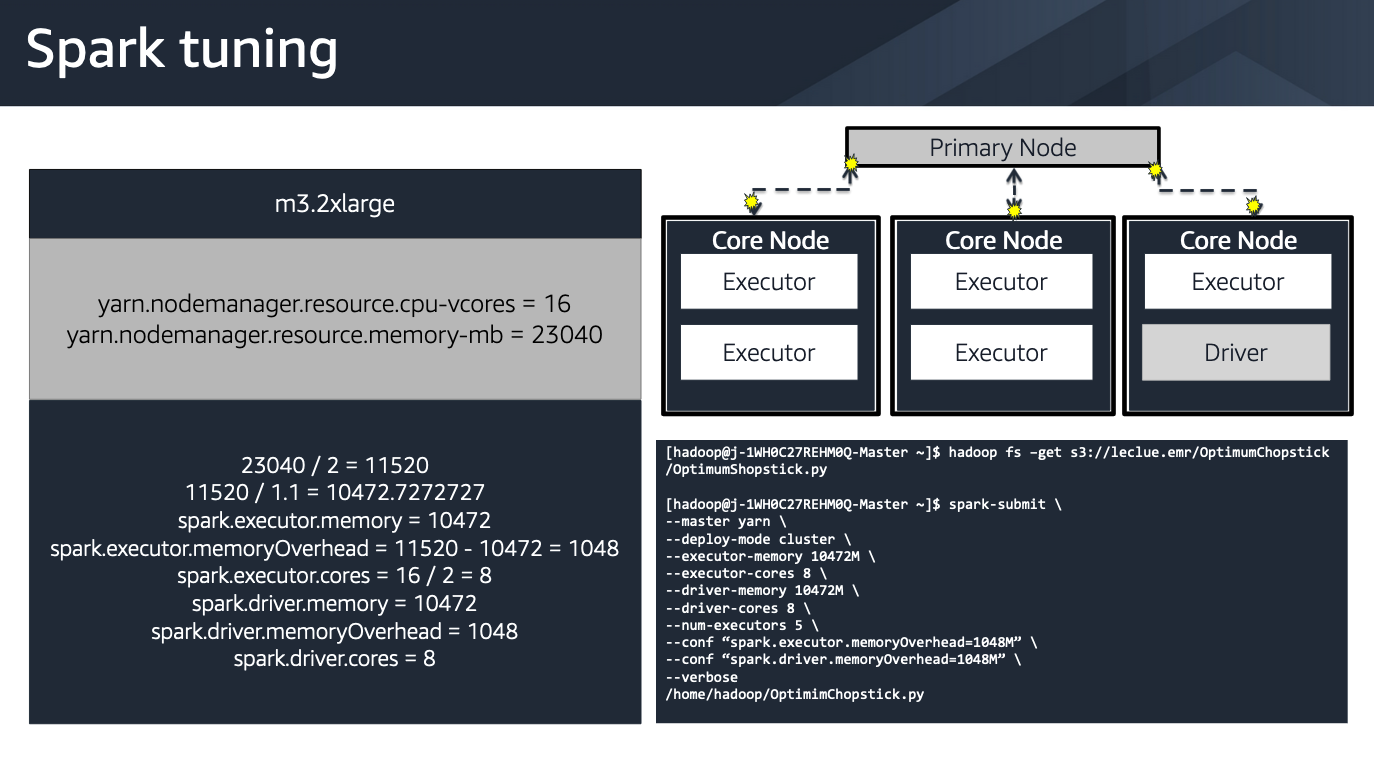 Spark tuning
m3.2xlarge
yarn.nodemanager.resource.cpu-vcores = 16
yarn.nodemanager.resource.memory-mb = 23040
23040 / 2 = 11520
11520 / 1.1 = 10472.7272727
spark.executor.memory = 10472
spark.executor.memoryOverhead = 11520 - 10472 = 1048
spark.executor.cores = 16 / 2 = 8
spark.driver.memory = 10472
spark.driver.memoryOverhead = 1048
spark.driver.cores = 8
Primary Node
Core Node
Executor
Executor
Core Node
Executor
Executor
Core Node
Executor
Driver
[hadoop@j-1WH0C27REHM0Q-Master ~]$ hadoop fs –get s3://leclue.emr/OptimumChopstick
/OptimumShopstick.py
[hadoop@j-1WH0C27REHM0Q-Master ~]$ spark-submit \
--master yarn \
--deploy-mode cluster \
--executor-memory 10472M \
--executor-cores 8 \
--driver-memory 10472M \
--driver-cores 8 \
--num-executors 5 \
--conf “spark.executor.memoryOverhead=1048M” \
--conf “spark.driver.memoryOverhead=1048M” \
--verbose
/home/hadoop/OptimimChopstick.py